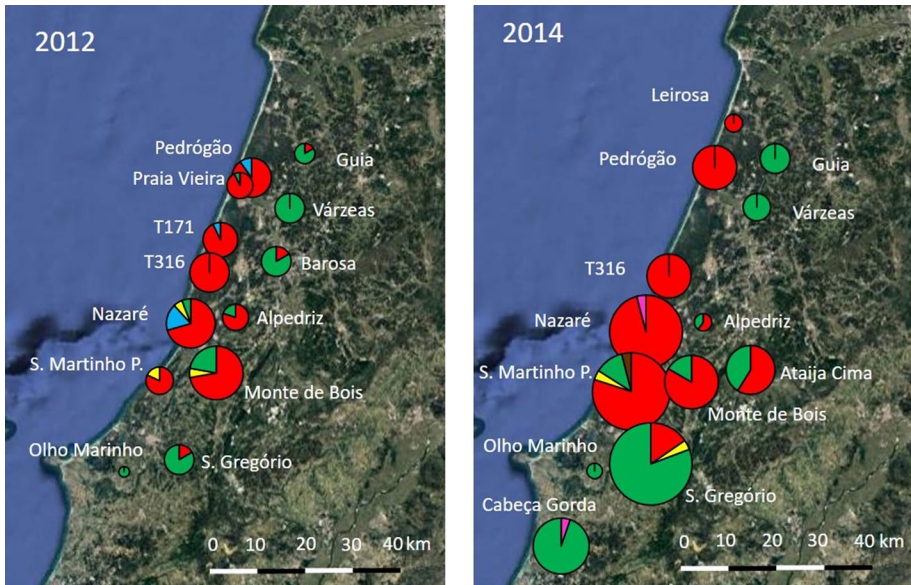 2012
Pedrógão
Guia
Praia Vieira
Várzeas
T171
T316
Barosa
Nazaré
Alpedriz
S. Martinho P.
Monte de Bois
Olho Marinho
S. Gregório
0 10 20 30 40 km
2014
Leirosa
Pedrógão
Guia
Várzeas
T316
Nazaré
Alpedriz
S. Martinho P.
Ataija Cima
Monte de Bois
Olho Marinho
S. Gregório
Cabeça Gorda
0 10 20 30 40 km